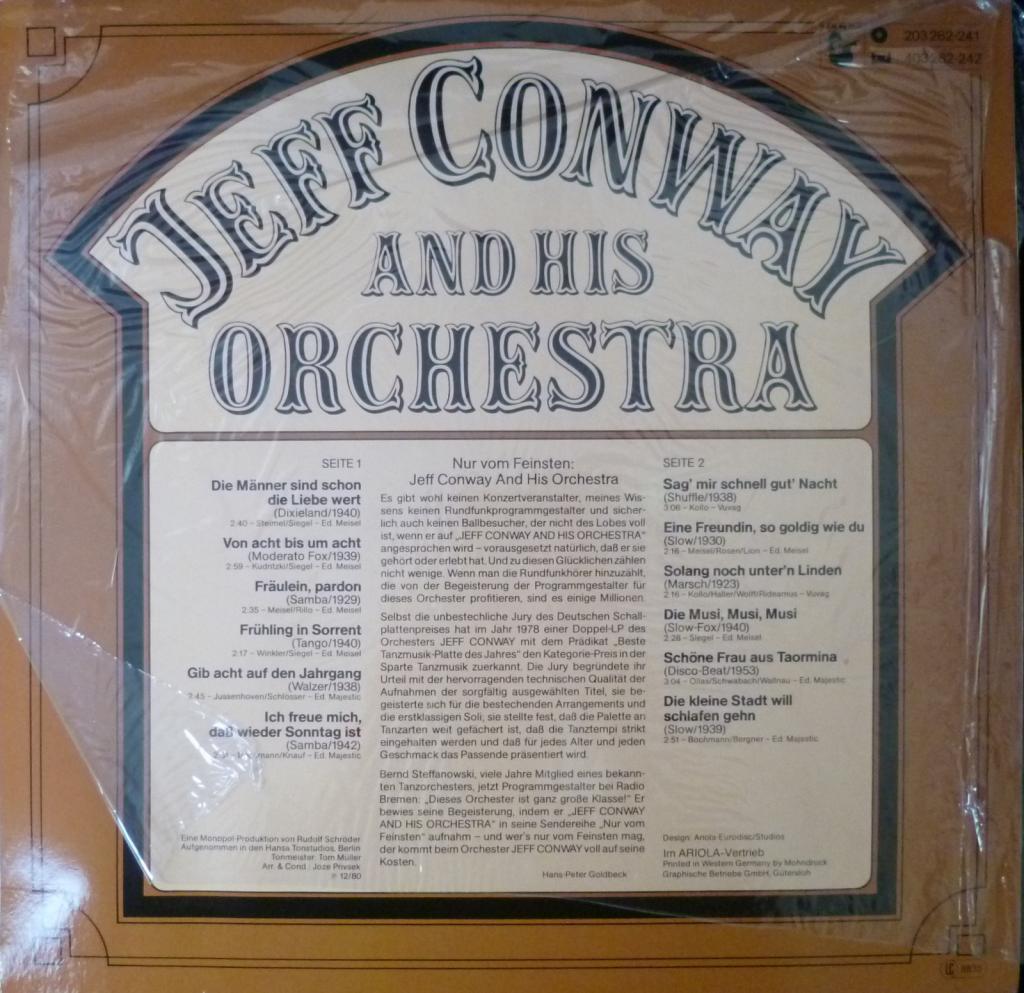 203262-241
403262-242
JEFF CONWAY
AND HIS
ORCHESTRA
SEITE 1
Die Männer sind schon
die Liebe wert
(Dixieland/1940)
2:40 – Steimel/Siegel - Ed. Meisel
Von acht bis um acht
(Moderato Fox/1939)
2:59 – Kudritzki/Siegel - Ed. Meisel
Fräulein, pardon
(Samba/1929)
2:35 – Meisel/Rillo - Ed. Meisel
Frühling in Sorrent
(Tango/1940)
2:17 – Winkler/Siegel - Ed. Meisel
Gib acht auf den Jahrgang
(Walzer/1938)
2:45 – Jussenhoven/Schlösser - Ed. Majestic
Ich freue mich,
daß wieder Sonntag ist
(Samba/1942)
/Knauf - Ed. Majestic
Eine Monopol-Produktion von Rudolf Schröder
Aufgenommen in den Hansa Tonstudios, Berlin
Tonmeister: Tom Müller
Arr. & Cond.: Joze Privsek
℗ 12/80
Nur vom Feinsten:
Jeff Conway And His Orchestra
Es gibt wohl keinen Konzertveranstalter, meines Wis-
sens keinen Rundfunkprogrammgestalter und sicher-
lich auch keinen Ballbesucher, der nicht des Lobes voll
ist, wenn er auf „JEFF CONWAY AND HIS ORCHESTRA"
angesprochen wird – vorausgesetzt natürlich, daß er sie
gehört oder erlebt hat. Und zu diesen Glücklichen zählen
nicht wenige. Wenn man die Rundfunkhörer hinzuzählt,
die von der Begeisterung der Programmgestalter für
dieses Orchester profitieren, sind es einige Millionen.
Selbst die unbestechliche Jury des Deutschen Schall-
plattenpreises hat im Jahr 1978 einer Doppel-LP des
Orchesters JEFF CONWAY mit dem Prädikat „Beste
Tanzmusik-Platte des Jahres" den Kategorie-Preis in der
Sparte Tanzmusik zuerkannt. Die Jury begründete ihr
Urteil mit der hervorragenden technischen Qualität der
Aufnahmen der sorgfältig ausgewählten Titel, sie be-
geisterte sich für die bestechenden Arrangements und
die erstklassigen Soli, sie stellte fest, daß die Palette an
Tanzarten weit gefächert ist, daß die Tanztempi strikt
eingehalten werden und daß für jedes Alter und jeden
Geschmack das Passende präsentiert wird.
Bernd Steffanowski, viele Jahre Mitglied eines bekann-
ten Tanzorchesters, jetzt Programmgestalter bei Radio
Bremen: „Dieses Orchester ist ganz große Klasse!" Er
bewies seine Begeisterung, indem er „JEFF CONWAY
AND HIS ORCHESTRA" in seine Sendereihe „Nur vom
Feinsten" aufnahm – und wer's nur vom Feinsten mag,
der kommt beim Orchester JEFF CONWAY voll auf seine
Kosten.
Hans-Peter Goldbeck
SEITE 2
Sag' mir schnell gut' Nacht
(Shuffle/1938)
3:06 – Kollo - Vuvag
Eine Freundin, so goldig wie du
(Slow/1930)
2:16 – Meisel/Rosen/Lion - Ed. Meisel
Solang noch unter'n Linden
(Marsch/1923)
2:16 – Kollo/Haller/Wolff/Rideamus - Vuvag
Die Musi, Musi, Musi
(Slow-Fox/1940)
2:28 – Siegel - Ed. Meisel
Schöne Frau aus Taormina
(Disco-Beat/1953)
3:04 – Olias/Schwabach/Wallnau - Ed. Majestic
Die kleine Stadt will
schlafen gehn
(Slow/1939)
2:51 – Bochmann/Bergner - Ed. Majestic
Design: Ariola-Eurodisc/Studios
Im ARIOLA-Vertrieb
Printed in Western Germany by Mohndruck
Graphische Betriebe GmbH, Gütersloh
LC